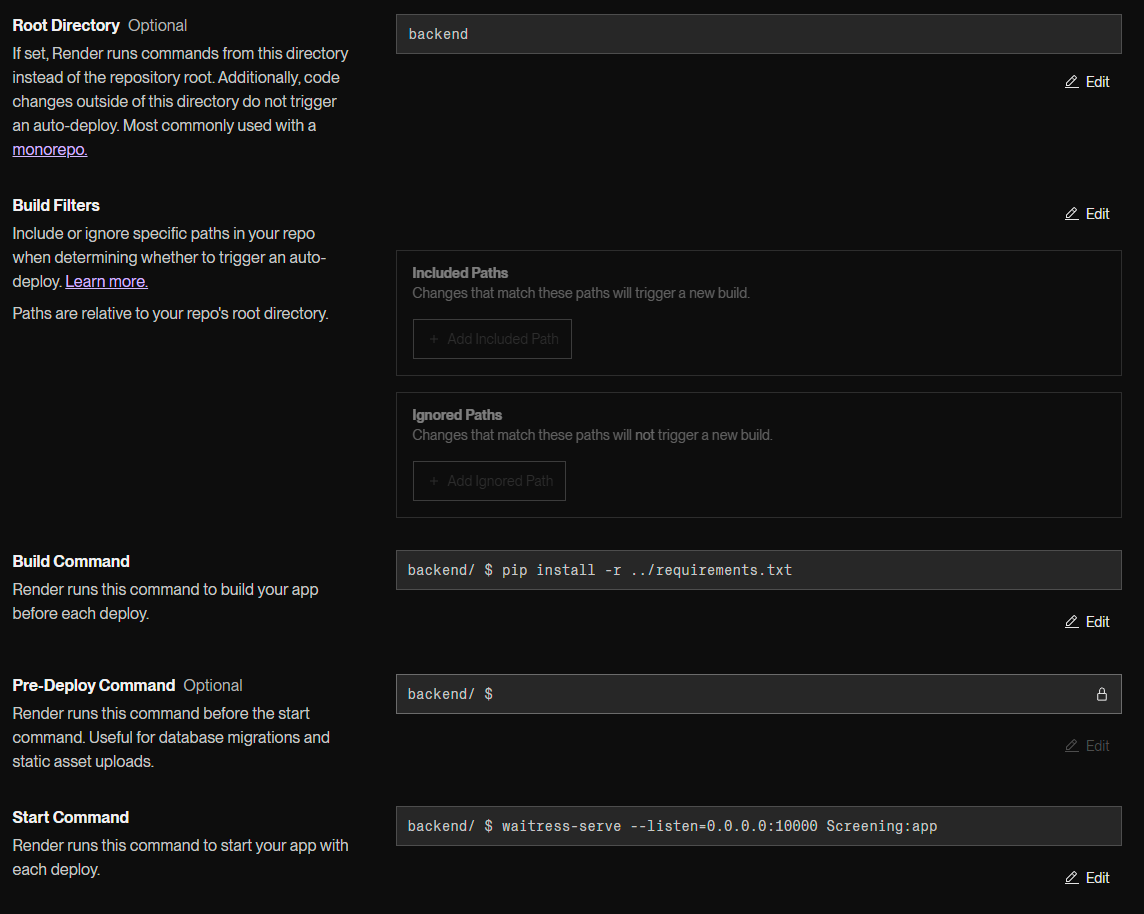 Root Directory Optional
If set, Render runs commands from this directory
instead of the repository root. Additionally, code
changes outside of this directory do not trigger
an auto-deploy. Most commonly used with a
monorepo.
backend
Edit
Build Filters
Include or ignore specific paths in your repo
when determining whether to trigger an auto-
deploy. Learn more.
Paths are relative to your repo's root directory.
Edit
Included Paths
Changes that match these paths will trigger a new build.
+ Add Included Path
Ignored Paths
Changes that match these paths will not trigger a new build.
+ Add Ignored Path
Build Command
Render runs this command to build your app
before each deploy.
backend/ $ pip install -r ../requirements.txt
Edit
Pre-Deploy Command Optional
Render runs this command before the start
command. Useful for database migrations and
static asset uploads.
backend/ $
Edit
Start Command
Render runs this command to start your app with
each deploy.
backend/ $ waitress-serve --listen=0.0.0.0:10000 Screening:app
Edit